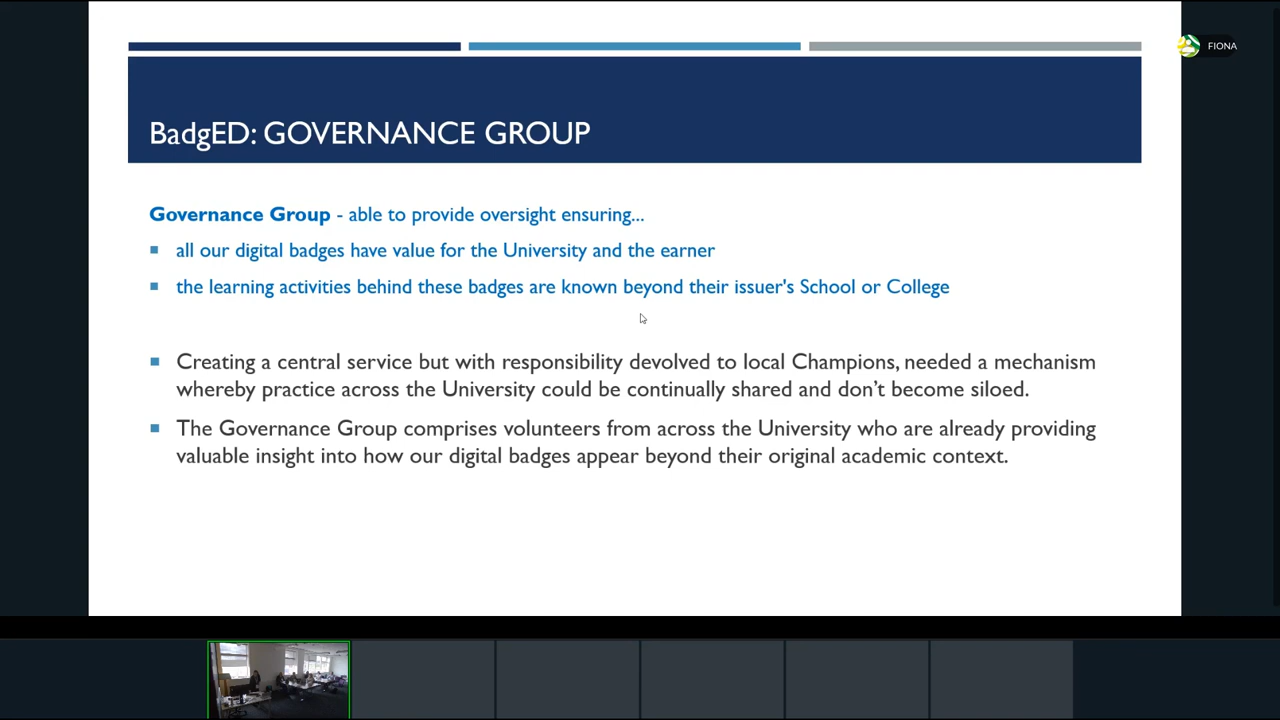 FIONA
BadgED: GOVERNANCE GROUP
Governance Group - able to provide oversight ensuring...
all our digital badges have value for the University and the earner
the learning activities behind these badges are known beyond their issuer's School or College
Creating a central service but with responsibility devolved to local Champions, needed a mechanism
whereby practice across the University could be continually shared and don’t become siloed.
The Governance Group comprises volunteers from across the University who are already providing
valuable insight into how our digital badges appear beyond their original academic context.